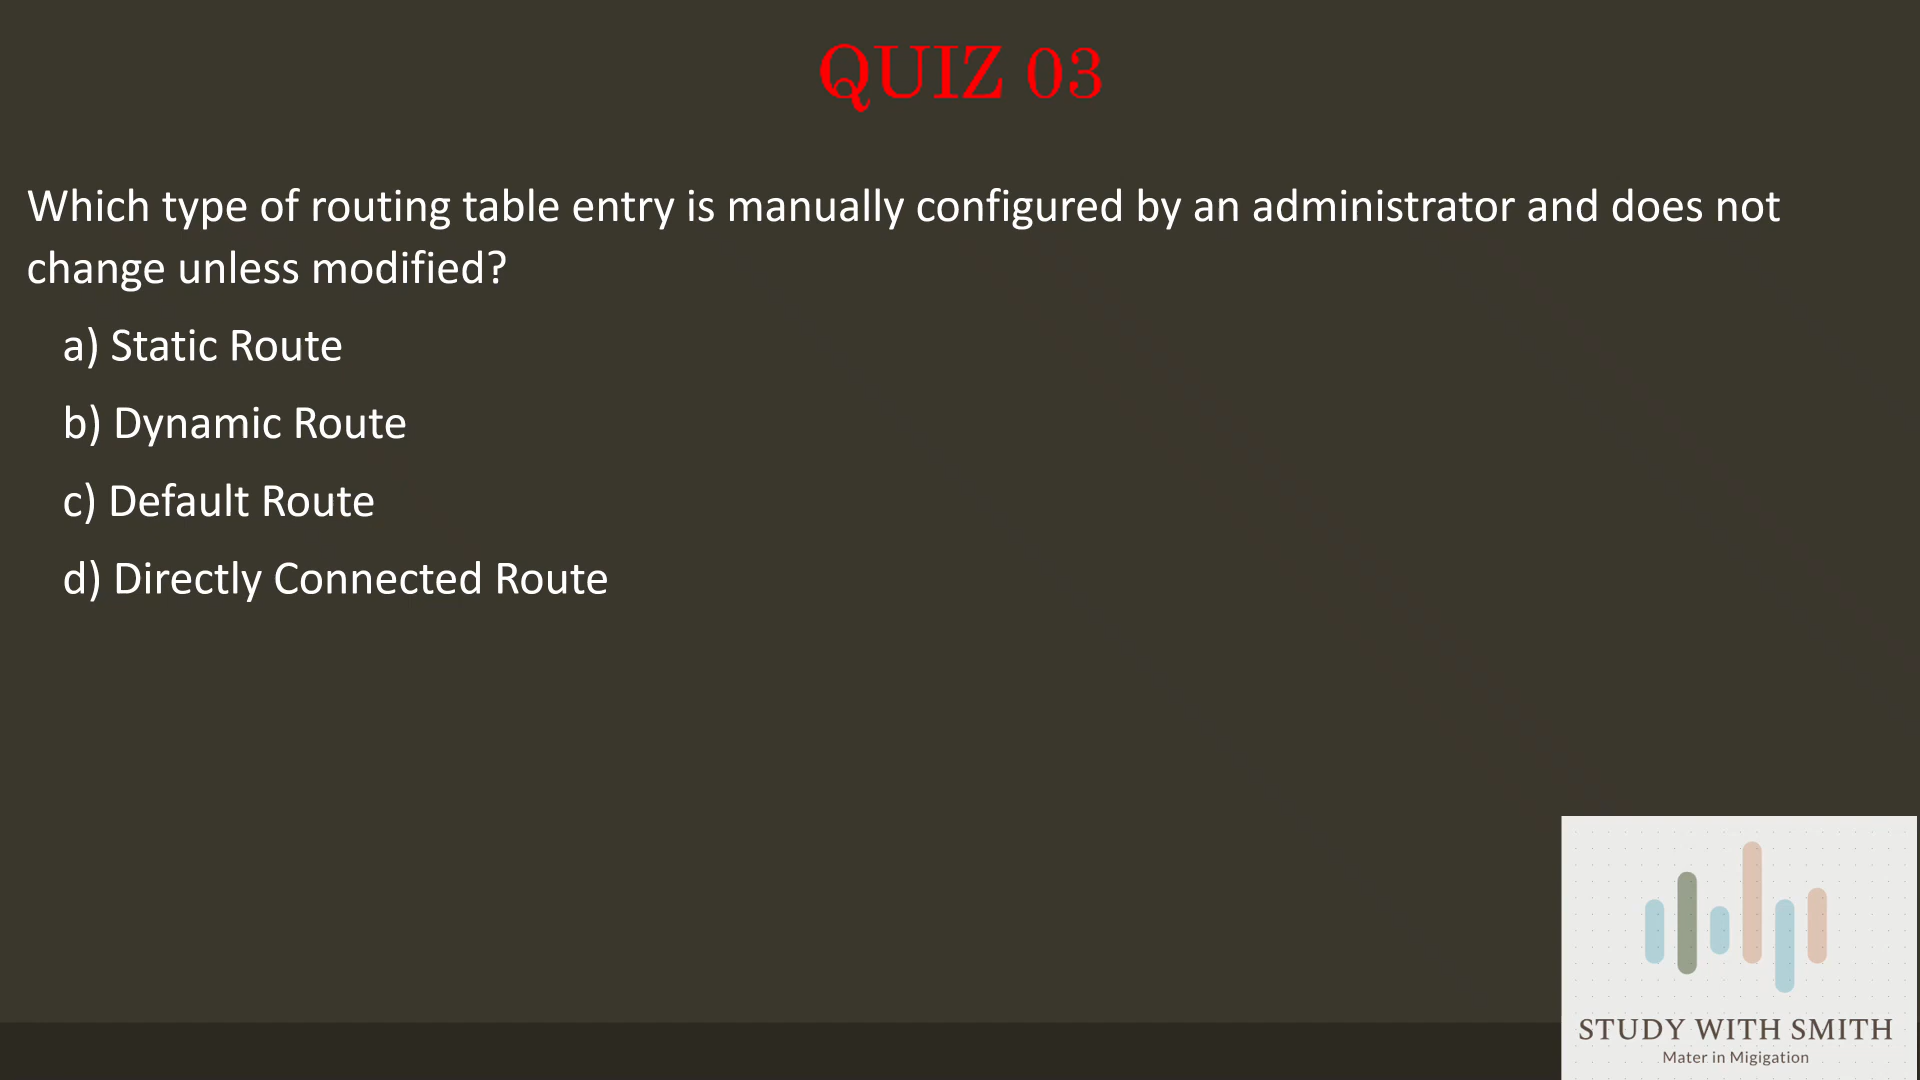 QUIZ 03
Which type of routing table entry is manually configured by an administrator and does not
change unless modified?
a) Static Route
b) Dynamic Route
c) Default Route
d) Directly Connected Route
STUDY WITH SMITH
Mater in Migigation